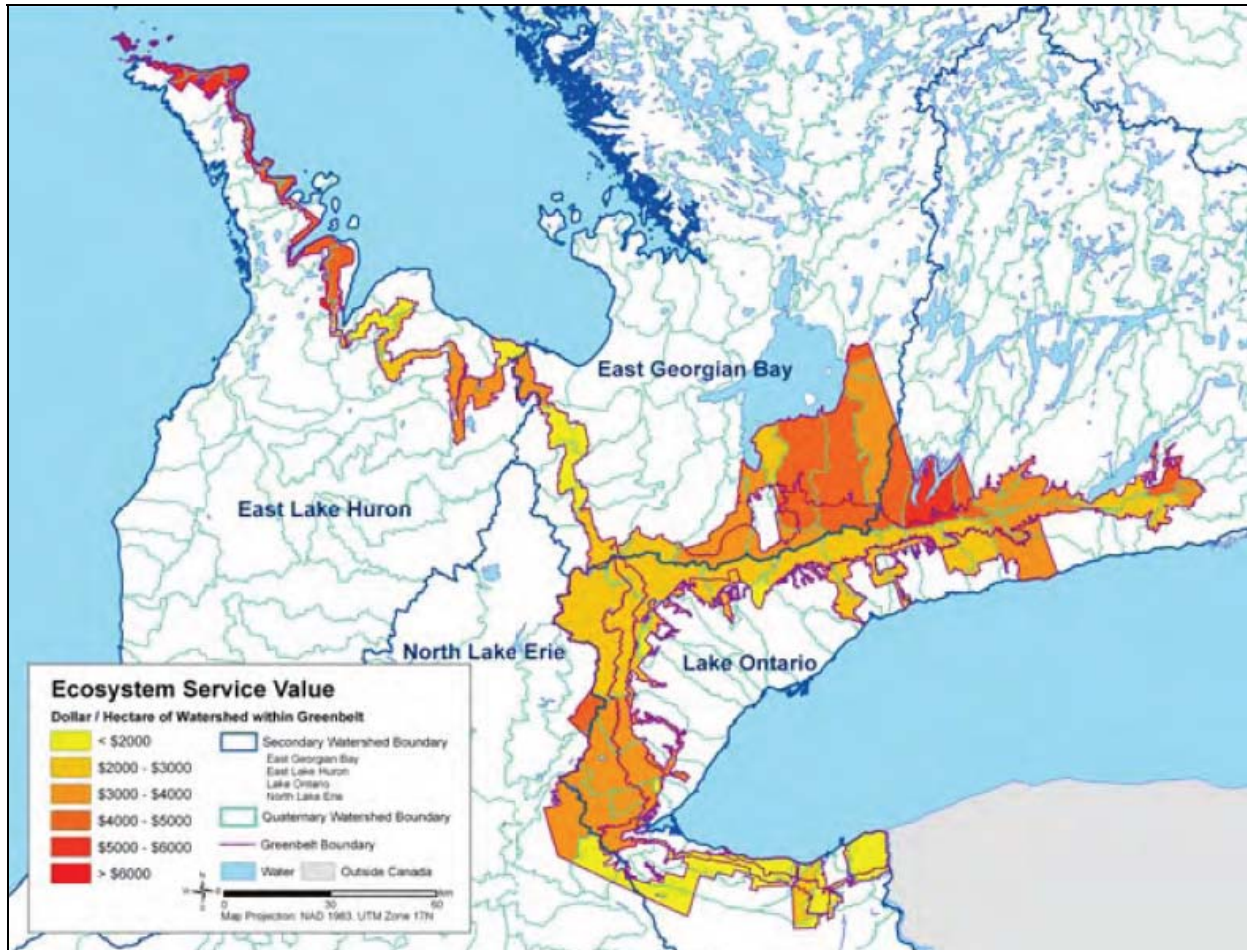 East Georgian Bay
East Lake Huron
North Lake Erie
Lake Ontario
Ecosystem Service Value
Dollar / Hectare of Watershed within Greenbelt
< $2000
$2000 - $3000
$3000 - $4000
$4000 - $5000
$5000 - $6000
> $6000
Secondary Watershed Boundary
East Georgian Bay
East Lake Huron
Lake Ontario
North Lake Erie
Quaternary Watershed Boundary
Greenbelt Boundary
Water
Outside Canada
0 30 60 km
Map Projection: NAD 1983, UTM Zone 17N